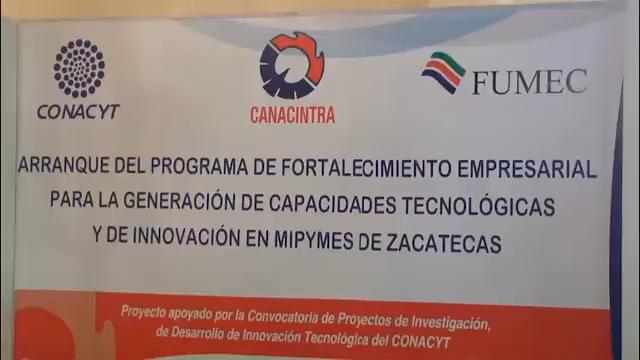 CONACYT
CANACINTRA
FUMEC
ARRANQUE DEL PROGRAMA DE FORTALECIMIENTO EMPRESARIAL
PARA LA GENERACIÓN DE CAPACIDADES TECNOLÓGICAS
Y DE INNOVACIÓN EN MIPYMES DE ZACATECAS
Proyecto apoyado por la Convocatoria de Proyectos de Investigación,
de Desarrollo de Innovación Tecnológica del CONACYT